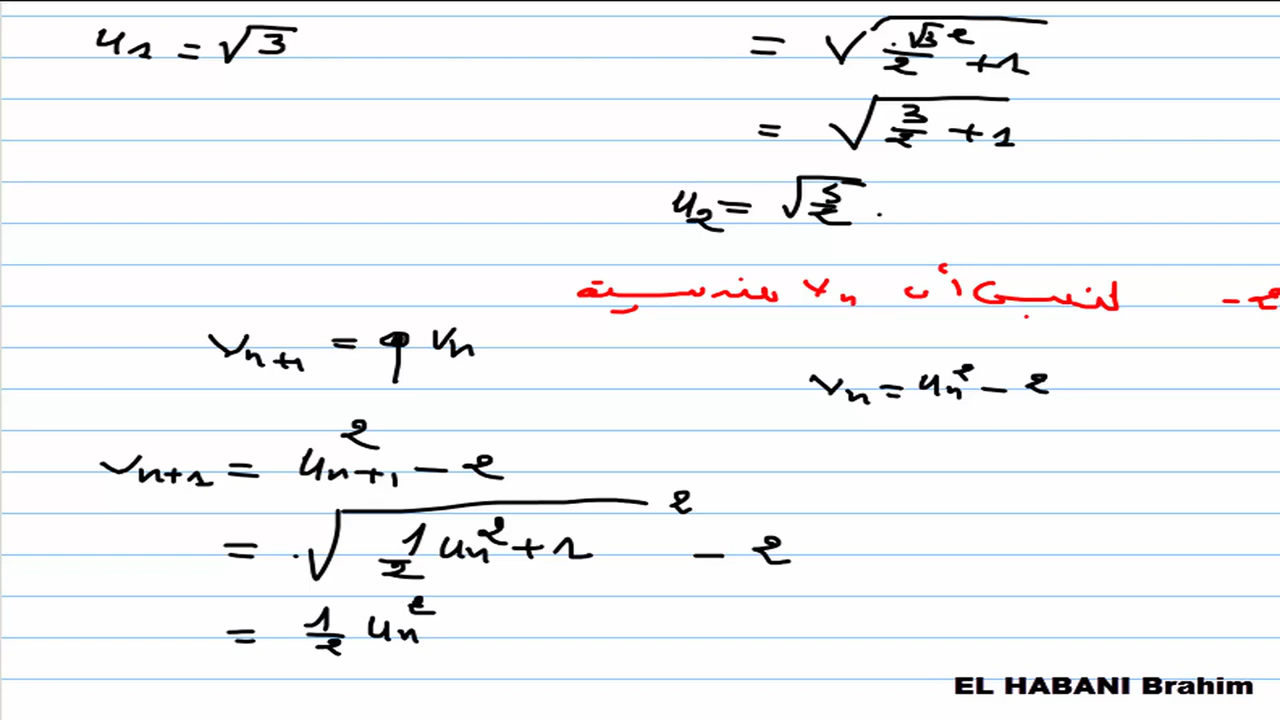 u₁ = √3
= √(√3²/2 + 1)
= √(3/2 + 1)
u₂ = √(5/2)
2 - لنبين أن vₙ هندسية
vₙ₊₁ = q vₙ
vₙ = uₙ² - 2
vₙ₊₁ = uₙ₊₁² - 2
= √(1/2 uₙ² + 1)² - 2
= 1/2 uₙ²
EL HABANI Brahim